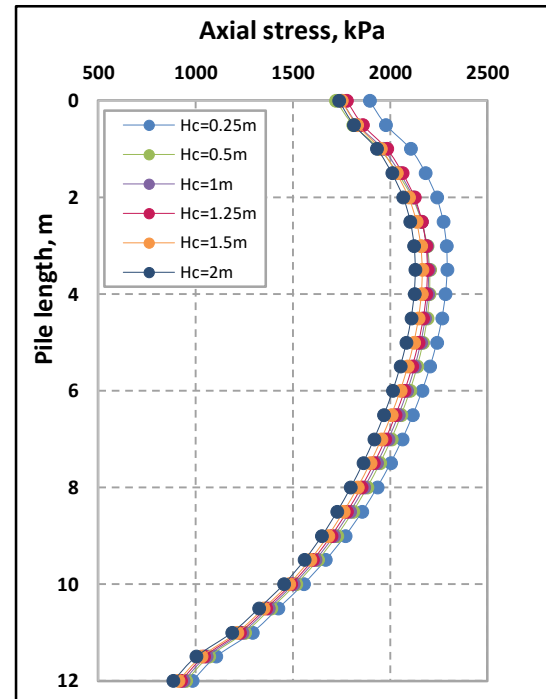 Axial stress, kPa
500 1000 1500 2000 2500
0
2
4
6
8
10
12
Pile length, m
Hc=0.25m
Hc=0.5m
Hc=1m
Hc=1.25m
Hc=1.5m
Hc=2m